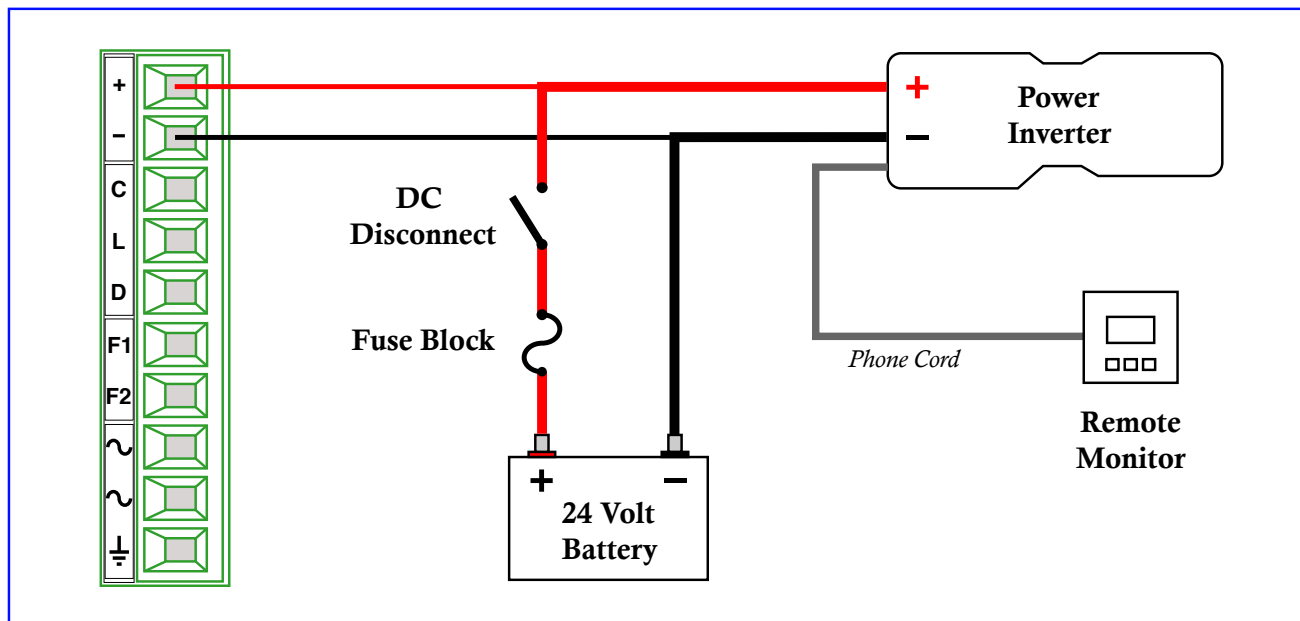 +
−
C
L
D
F1
F2
∿
∿
⏚
DC
Disconnect
Fuse Block
+ −
24 Volt
Battery
+
−
Power
Inverter
Phone Cord
Remote
Monitor